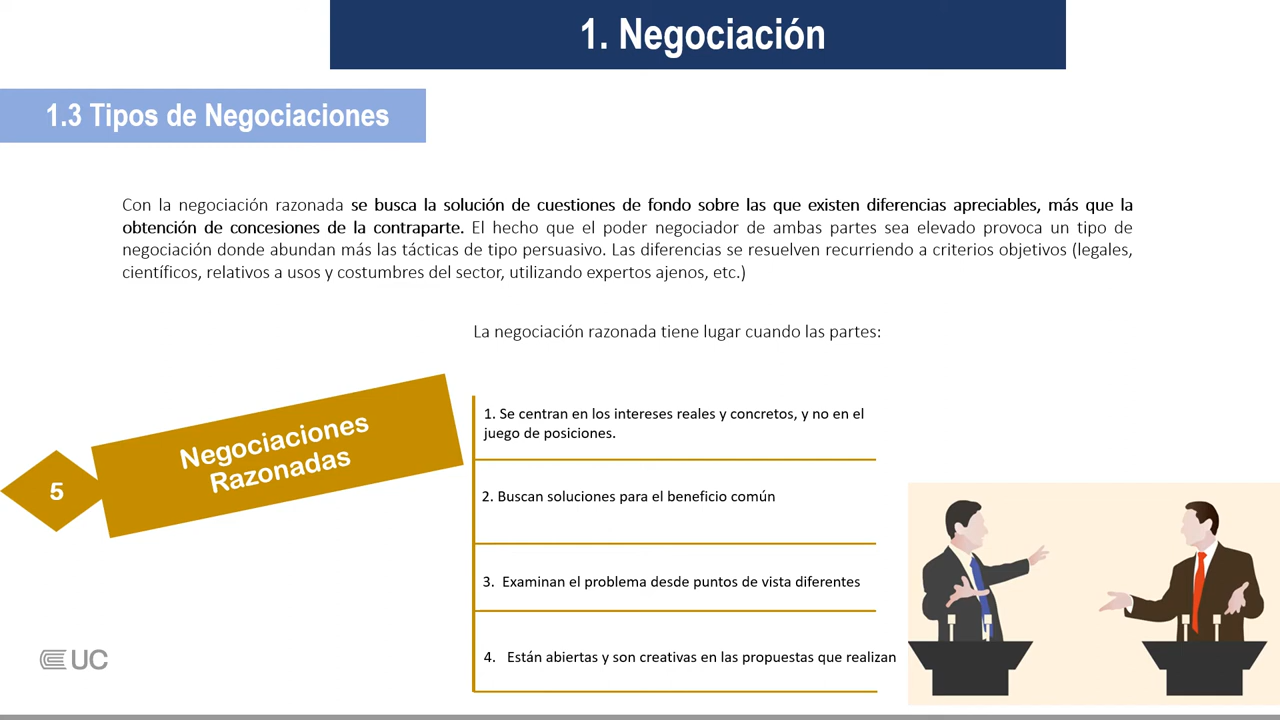 1. Negociación
1.3 Tipos de Negociaciones
Con la negociación razonada se busca la solución de cuestiones de fondo sobre las que existen diferencias apreciables, más que la
obtención de concesiones de la contraparte. El hecho que el poder negociador de ambas partes sea elevado provoca un tipo de
negociación donde abundan más las tácticas de tipo persuasivo. Las diferencias se resuelven recurriendo a criterios objetivos (legales,
científicos, relativos a usos y costumbres del sector, utilizando expertos ajenos, etc.)
La negociación razonada tiene lugar cuando las partes:
5
Negociaciones
Razonadas
1. Se centran en los intereses reales y concretos, y no en el
juego de posiciones.
2. Buscan soluciones para el beneficio común
3. Examinan el problema desde puntos de vista diferentes
4. Están abiertas y son creativas en las propuestas que realizan
UC